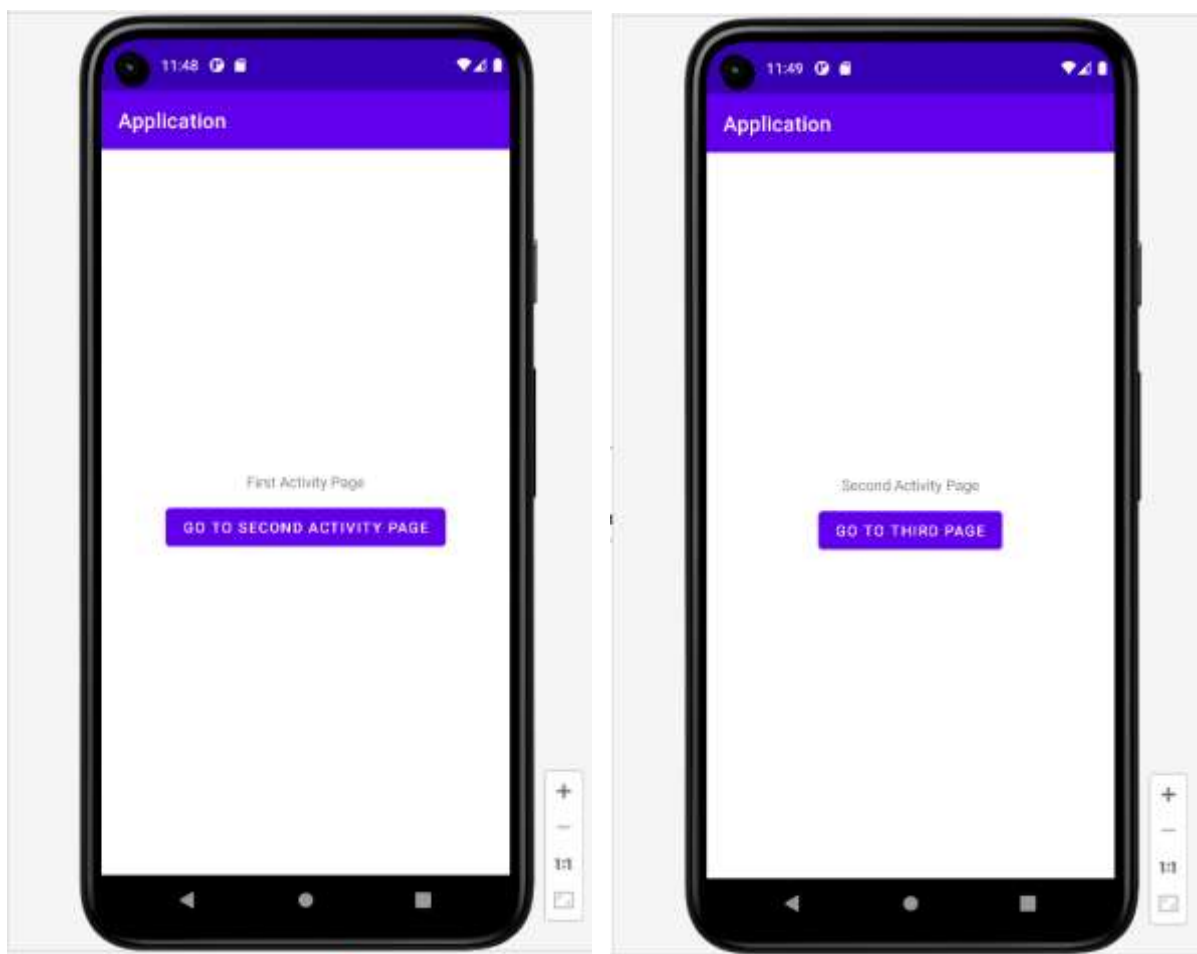 11:48
Application
First Activity Page
GO TO SECOND ACTIVITY PAGE
1:1
11:49
Application
Second Activity Page
GO TO THIRD PAGE
1:1